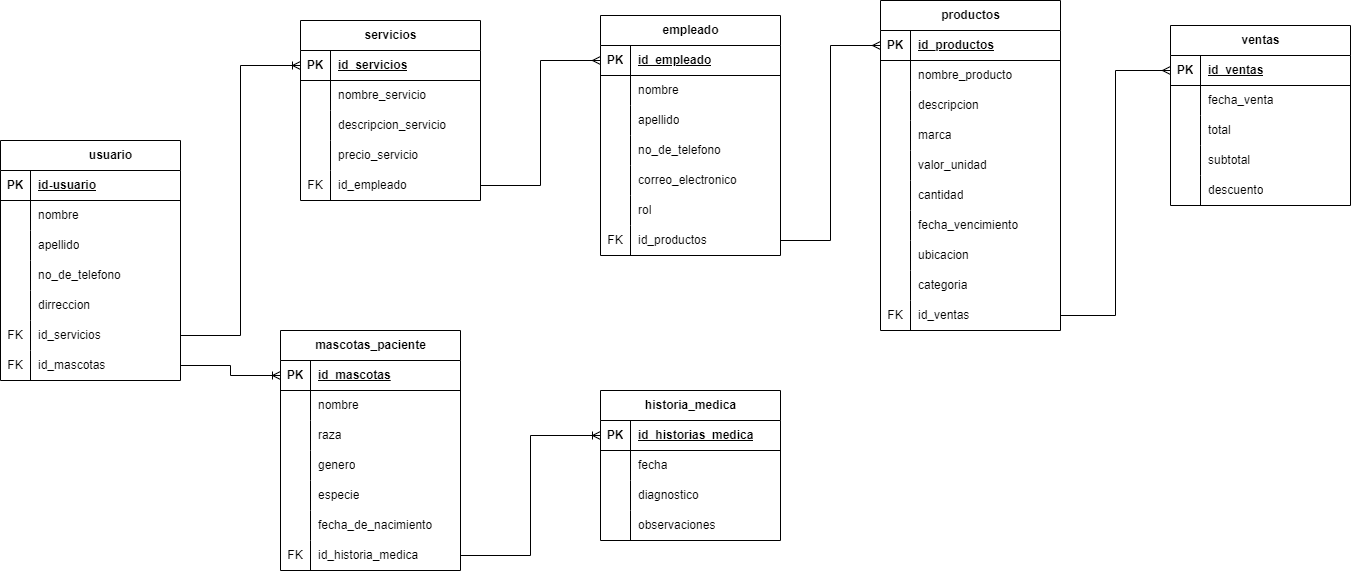 usuario
PK id-usuario
nombre
apellido
no_de_telefono
dirreccion
FK id_servicios
FK id_mascotas
servicios
PK id_servicios
nombre_servicio
descripcion_servicio
precio_servicio
FK id_empleado
empleado
PK id_empleado
nombre
apellido
no_de_telefono
correo_electronico
rol
FK id_productos
productos
PK id_productos
nombre_producto
descripcion
marca
valor_unidad
cantidad
fecha_vencimiento
ubicacion
categoria
FK id_ventas
ventas
PK id_ventas
fecha_venta
total
subtotal
descuento
mascotas_paciente
PK id_mascotas
nombre
raza
genero
especie
fecha_de_nacimiento
FK id_historia_medica
historia_medica
PK id_historias_medica
fecha
diagnostico
observaciones